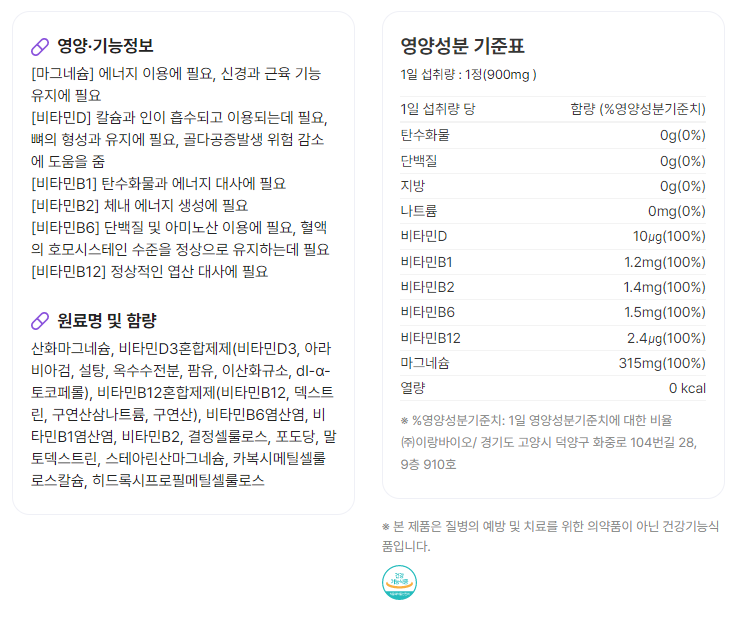 영양·기능정보
[마그네슘] 에너지 이용에 필요, 신경과 근육 기능
유지에 필요
[비타민D] 칼슘과 인이 흡수되고 이용되는데 필요,
뼈의 형성과 유지에 필요, 골다공증발생 위험 감소
에 도움을 줌
[비타민B1] 탄수화물과 에너지 대사에 필요
[비타민B2] 체내 에너지 생성에 필요
[비타민B6] 단백질 및 아미노산 이용에 필요, 혈액
의 호모시스테인 수준을 정상으로 유지하는데 필요
[비타민B12] 정상적인 엽산 대사에 필요
원료명 및 함량
산화마그네슘, 비타민D3혼합제제(비타민D3, 아라
비아검, 설탕, 옥수수전분, 팜유, 이산화규소, dl-α-
토코페롤), 비타민B12혼합제제(비타민B12, 덱스트
린, 구연산삼나트륨, 구연산), 비타민B6염산염, 비
타민B1염산염, 비타민B2, 결정셀룰로스, 포도당, 말
토덱스트린, 스테아린산마그네슘, 카복시메틸셀룰
로스칼슘, 히드록시프로필메틸셀룰로스
영양성분 기준표
1일 섭취량 : 1정(900mg )
1일 섭취량 당 함량 (%영양성분기준치)
탄수화물 0g(0%)
단백질 0g(0%)
지방 0g(0%)
나트륨 0mg(0%)
비타민D 10㎍(100%)
비타민B1 1.2mg(100%)
비타민B2 1.4mg(100%)
비타민B6 1.5mg(100%)
비타민B12 2.4㎍(100%)
마그네슘 315mg(100%)
열량 0 kcal
※ %영양성분기준치: 1일 영양성분기준치에 대한 비율
㈜이랑바이오/ 경기도 고양시 덕양구 화중로 104번길 28,
9층 910호
※ 본 제품은 질병의 예방 및 치료를 위한 의약품이 아닌 건강기능식
품입니다.
건강
기능식품